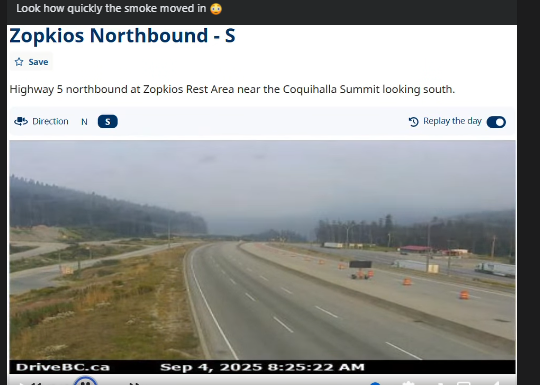 Look how quickly the smoke moved in 😳
Zopkios Northbound - S
Save
Highway 5 northbound at Zopkios Rest Area near the Coquihalla Summit looking south.
Direction N S Replay the day
DriveBC.ca Sep 4, 2025 8:25:22 AM